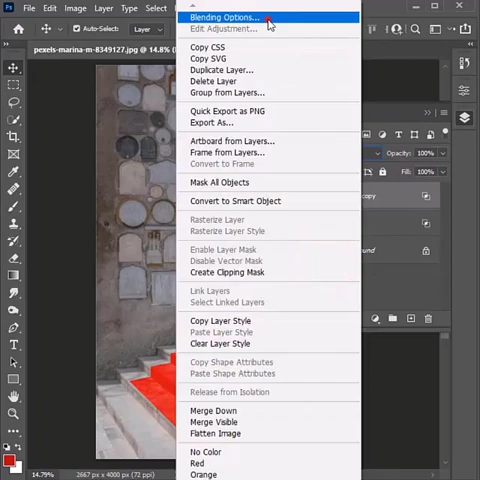 Ps File Edit Image Layer Type Select
Auto-Select: Layer
pexels-marina-m-8349127.jpg @ 14.8% (
Blending Options...
Edit Adjustment...
Copy CSS
Copy SVG
Duplicate Layer...
Delete Layer
Group from Layers...
Quick Export as PNG
Export As...
Artboard from Layers...
Frame from Layers...
Convert to Frame
Mask All Objects
Convert to Smart Object
Rasterize Layer
Rasterize Layer Style
Enable Layer Mask
Disable Vector Mask
Create Clipping Mask
Link Layers
Select Linked Layers
Copy Layer Style
Paste Layer Style
Clear Layer Style
Copy Shape Attributes
Paste Shape Attributes
Release from Isolation
Merge Down
Merge Visible
Flatten Image
No Color
Red
Orange
Opacity: 100%
Fill: 100%
copy
ound
14.79% 2667 px x 4000 px (72 ppi)